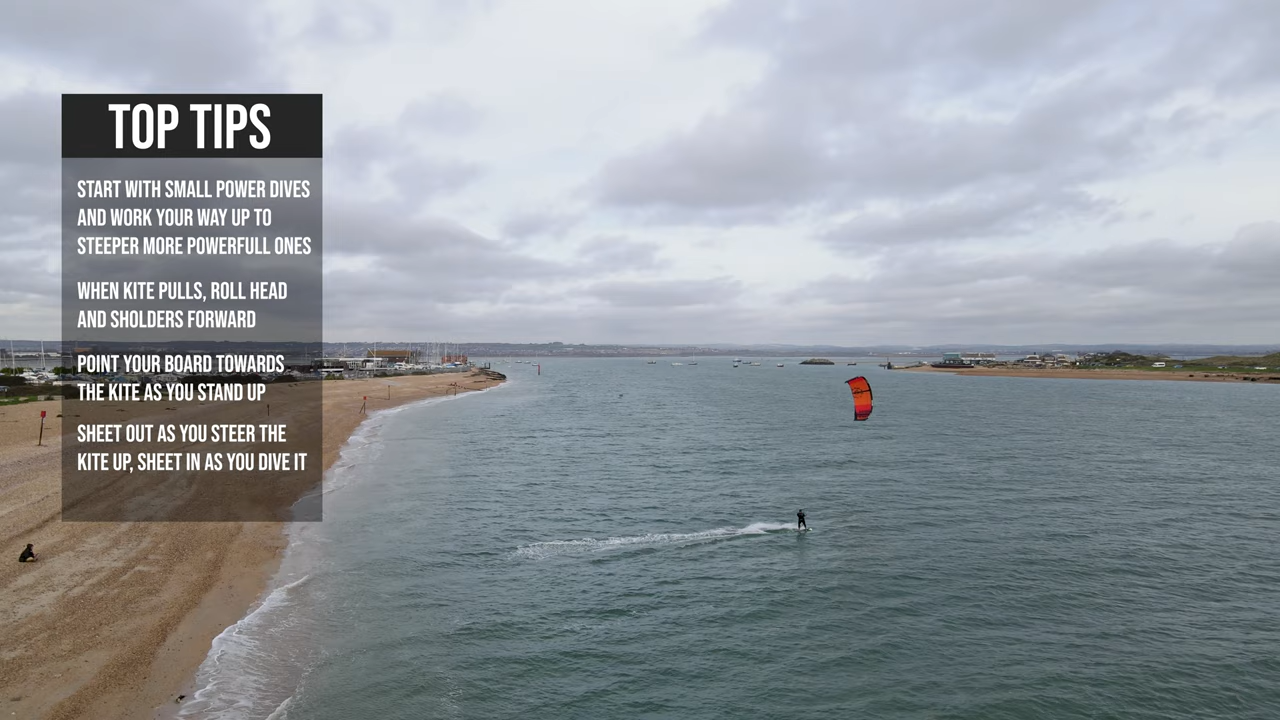 TOP TIPS
START WITH SMALL POWER DIVES
AND WORK YOUR WAY UP TO
STEEPER MORE POWERFULL ONES
WHEN KITE PULLS, ROLL HEAD
AND SHOLDERS FORWARD
POINT YOUR BOARD TOWARDS
THE KITE AS YOU STAND UP
SHEET OUT AS YOU STEER THE
KITE UP, SHEET IN AS YOU DIVE IT